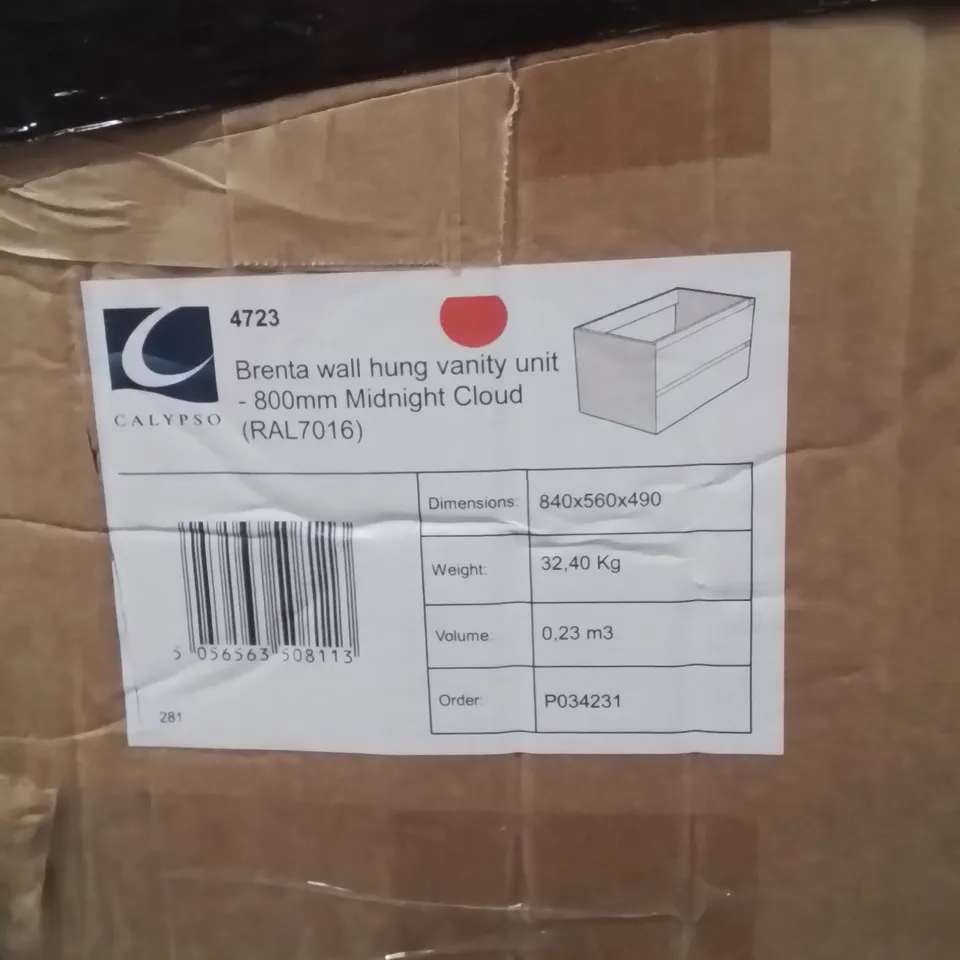 4723
Brenta wall hung vanity unit
- 800mm Midnight Cloud
(RAL7016)
CALYPSO
Dimensions: 840x560x490
Weight: 32,40 Kg
Volume: 0,23 m3
Order: P034231
5 056563 508113
281